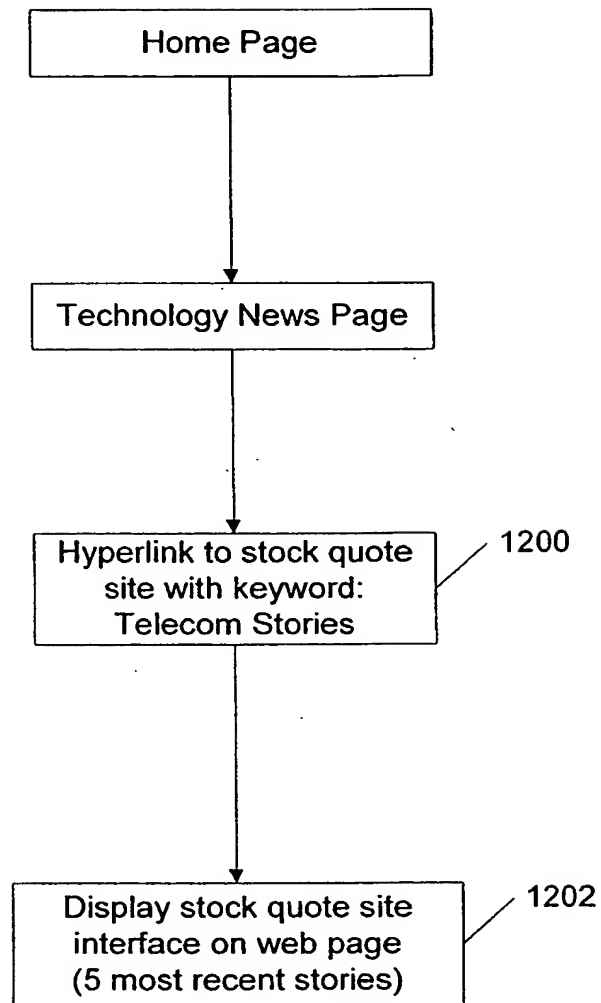 Home Page
Technology News Page
Hyperlink to stock quote
site with keyword:
Telecom Stories
1200
Display stock quote site
interface on web page
(5 most recent stories)
1202